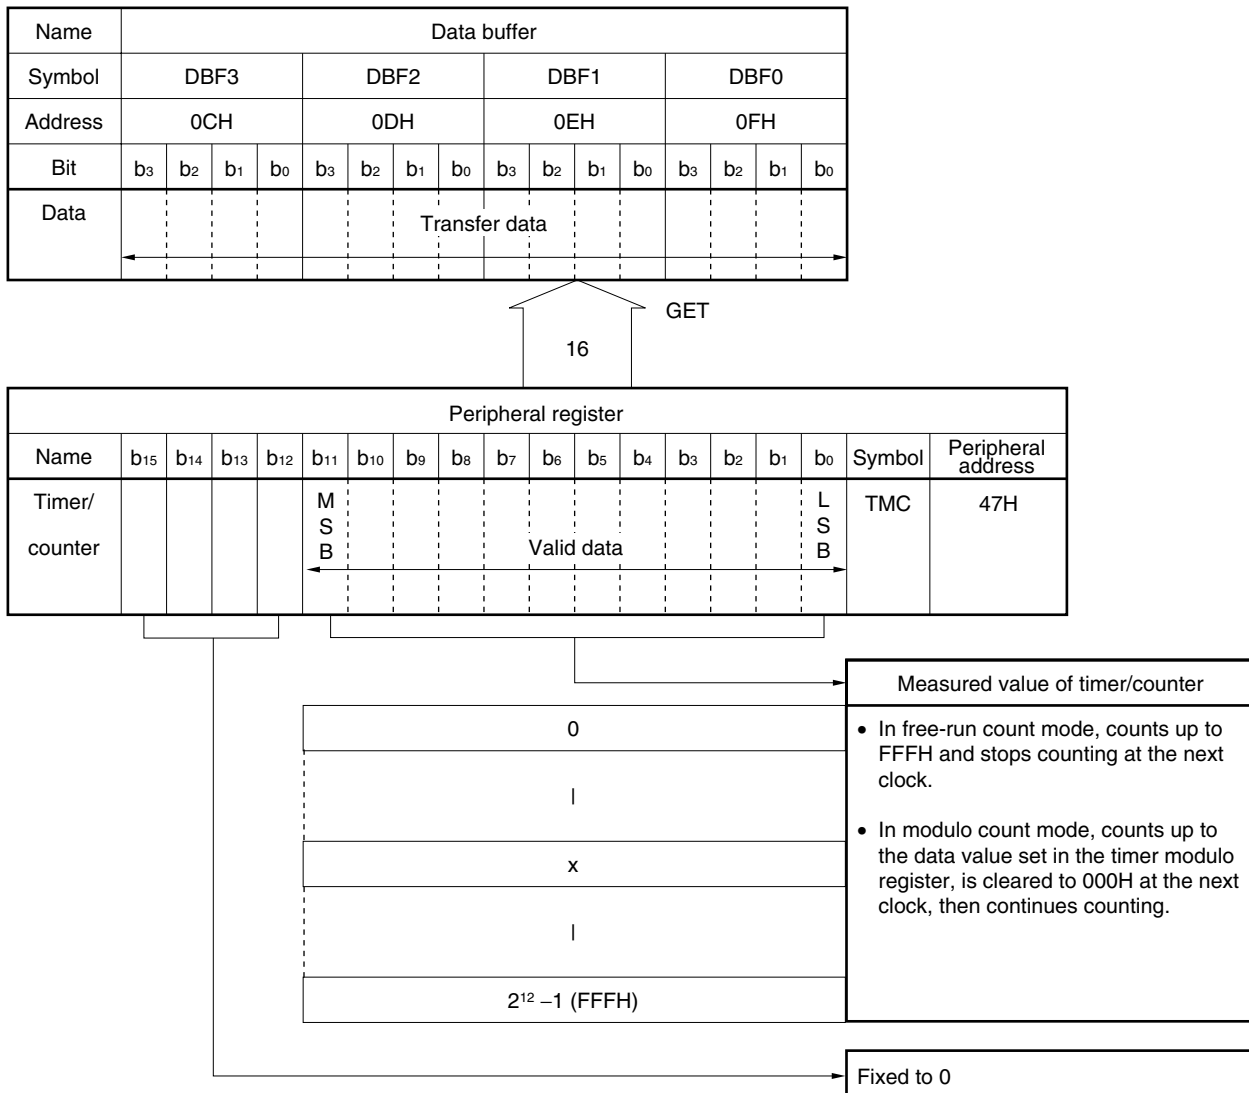 Name Data buffer
Symbol DBF3 DBF2 DBF1 DBF0
Address 0CH 0DH 0EH 0FH
Bit b3 b2 b1 b0 b3 b2 b1 b0 b3 b2 b1 b0 b3 b2 b1 b0
Data
Transfer data
GET
16
Peripheral register
Name b15 b14 b13 b12 b11 b10 b9 b8 b7 b6 b5 b4 b3 b2 b1 b0 Symbol Peripheral address
Timer/
counter
MSB
Valid data
LSB
TMC 47H
Measured value of timer/counter
0
• In free-run count mode, counts up to
FFFH and stops counting at the next
clock.
• In modulo count mode, counts up to
the data value set in the timer modulo
register, is cleared to 000H at the next
clock, then continues counting.
x
2¹² –1 (FFFH)
Fixed to 0